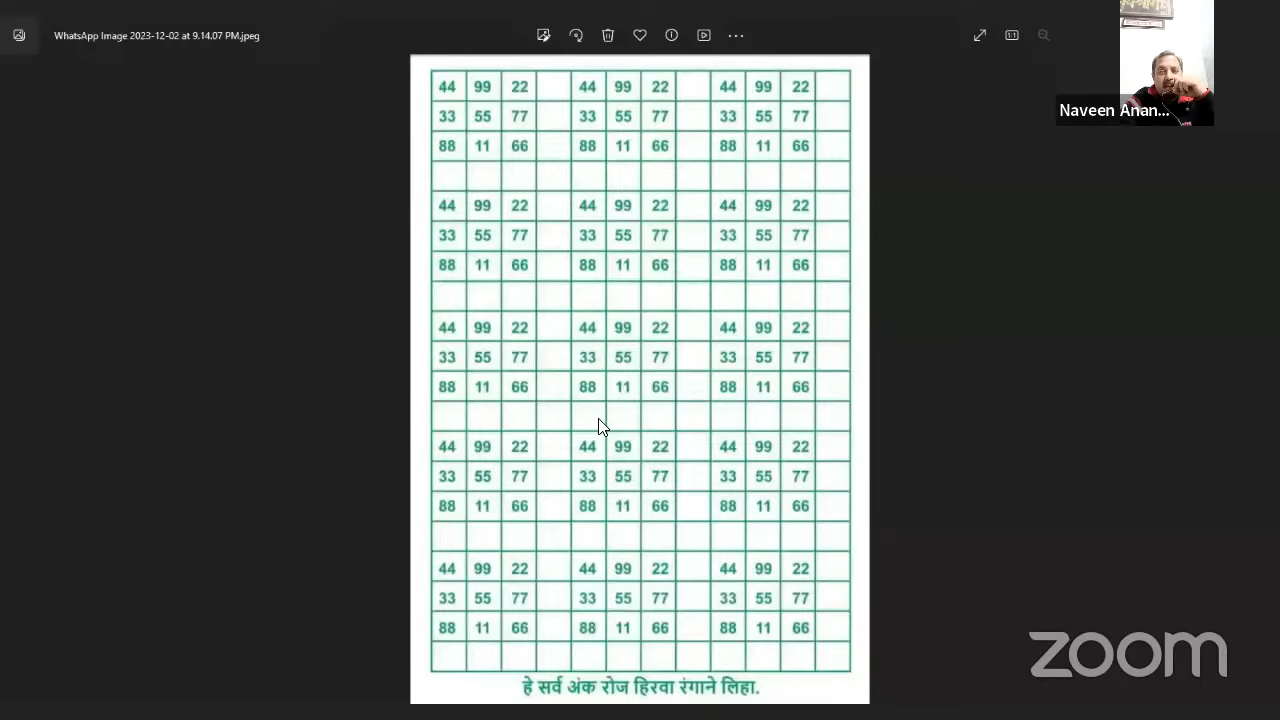 WhatsApp Image 2023-12-02 at 9.14.07 PM.jpeg
Naveen Anan...
44 99 22 44 99 22 44 99 22
33 55 77 33 55 77 33 55 77
88 11 66 88 11 66 88 11 66
44 99 22 44 99 22 44 99 22
33 55 77 33 55 77 33 55 77
88 11 66 88 11 66 88 11 66
44 99 22 44 99 22 44 99 22
33 55 77 33 55 77 33 55 77
88 11 66 88 11 66 88 11 66
44 99 22 44 99 22 44 99 22
33 55 77 33 55 77 33 55 77
88 11 66 88 11 66 88 11 66
44 99 22 44 99 22 44 99 22
33 55 77 33 55 77 33 55 77
88 11 66 88 11 66 88 11 66
हे सर्व अंक रोज हिरवा रंगाने लिहा.
zoom